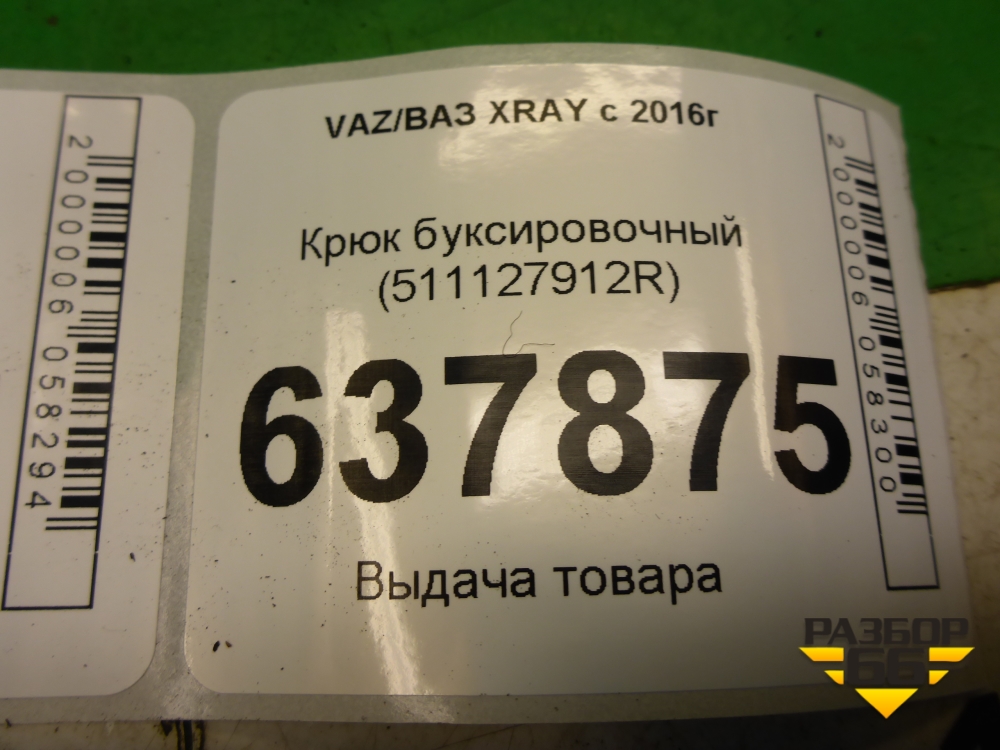 2000006058294
VAZ/ВАЗ XRAY с 2016г
Крюк буксировочный
(511127912R)
637875
Выдача товара
2000006058300
РАЗБОР
66